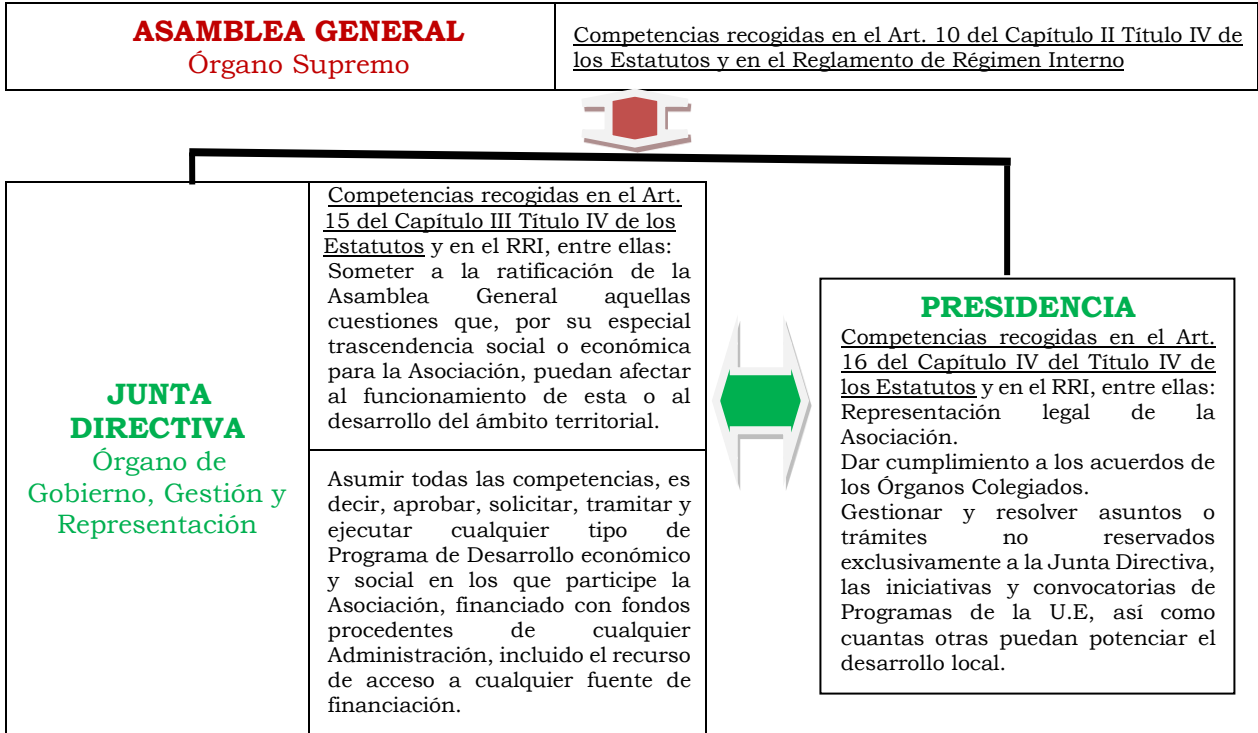 ASAMBLEA GENERAL
Órgano Supremo
Competencias recogidas en el Art. 10 del Capítulo II Título IV de
los Estatutos y en el Reglamento de Régimen Interno
JUNTA
DIRECTIVA
Órgano de
Gobierno, Gestión y
Representación
Competencias recogidas en el Art.
15 del Capítulo III Título IV de los
Estatutos y en el RRI, entre ellas:
Someter a la ratificación de la
Asamblea General aquellas
cuestiones que, por su especial
trascendencia social o económica
para la Asociación, puedan afectar
al funcionamiento de esta o al
desarrollo del ámbito territorial.
Asumir todas las competencias, es
decir, aprobar, solicitar, tramitar y
ejecutar cualquier tipo de
Programa de Desarrollo económico
y social en los que participe la
Asociación, financiado con fondos
procedentes de cualquier
Administración, incluido el recurso
de acceso a cualquier fuente de
financiación.
PRESIDENCIA
Competencias recogidas en el Art.
16 del Capítulo IV del Título IV de
los Estatutos y en el RRI, entre ellas:
Representación legal de la
Asociación.
Dar cumplimiento a los acuerdos de
los Órganos Colegiados.
Gestionar y resolver asuntos o
trámites no reservados
exclusivamente a la Junta Directiva,
las iniciativas y convocatorias de
Programas de la U.E, así como
cuantas otras puedan potenciar el
desarrollo local.